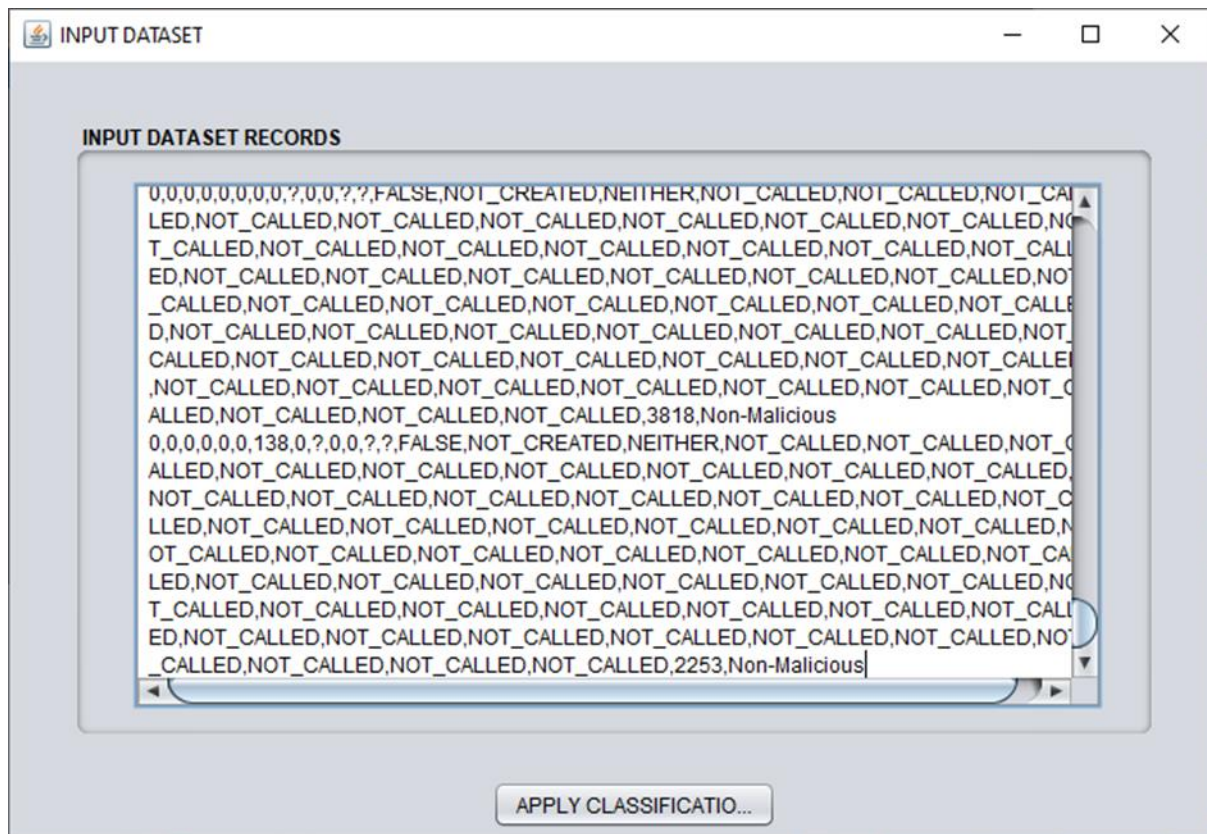 INPUT DATASET
INPUT DATASET RECORDS
0,0,0,0,0,0,0,0,?,0,0,?,?,FALSE,NOT_CREATED,NEITHER,NOT_CALLED,NOT_CALLED,NOT_CAL
LED,NOT_CALLED,NOT_CALLED,NOT_CALLED,NOT_CALLED,NOT_CALLED,NOT_CALLED,NO
T_CALLED,NOT_CALLED,NOT_CALLED,NOT_CALLED,NOT_CALLED,NOT_CALLED,NOT_CALL
ED,NOT_CALLED,NOT_CALLED,NOT_CALLED,NOT_CALLED,NOT_CALLED,NOT_CALLED,NOT
_CALLED,NOT_CALLED,NOT_CALLED,NOT_CALLED,NOT_CALLED,NOT_CALLED,NOT_CALLE
D,NOT_CALLED,NOT_CALLED,NOT_CALLED,NOT_CALLED,NOT_CALLED,NOT_CALLED,NOT_
CALLED,NOT_CALLED,NOT_CALLED,NOT_CALLED,NOT_CALLED,NOT_CALLED,NOT_CALLED
,NOT_CALLED,NOT_CALLED,NOT_CALLED,NOT_CALLED,NOT_CALLED,NOT_CALLED,NOT_C
ALLED,NOT_CALLED,NOT_CALLED,NOT_CALLED,3818,Non-Malicious
0,0,0,0,0,0,138,0,?,0,0,?,?,FALSE,NOT_CREATED,NEITHER,NOT_CALLED,NOT_CALLED,NOT_C
ALLED,NOT_CALLED,NOT_CALLED,NOT_CALLED,NOT_CALLED,NOT_CALLED,NOT_CALLED,
NOT_CALLED,NOT_CALLED,NOT_CALLED,NOT_CALLED,NOT_CALLED,NOT_CALLED,NOT_C
LLED,NOT_CALLED,NOT_CALLED,NOT_CALLED,NOT_CALLED,NOT_CALLED,NOT_CALLED,N
OT_CALLED,NOT_CALLED,NOT_CALLED,NOT_CALLED,NOT_CALLED,NOT_CALLED,NOT_CAL
LED,NOT_CALLED,NOT_CALLED,NOT_CALLED,NOT_CALLED,NOT_CALLED,NOT_CALLED,NO
T_CALLED,NOT_CALLED,NOT_CALLED,NOT_CALLED,NOT_CALLED,NOT_CALLED,NOT_CALL
ED,NOT_CALLED,NOT_CALLED,NOT_CALLED,NOT_CALLED,NOT_CALLED,NOT_CALLED,NOT
_CALLED,NOT_CALLED,NOT_CALLED,NOT_CALLED,2253,Non-Malicious
APPLY CLASSIFICATIO...